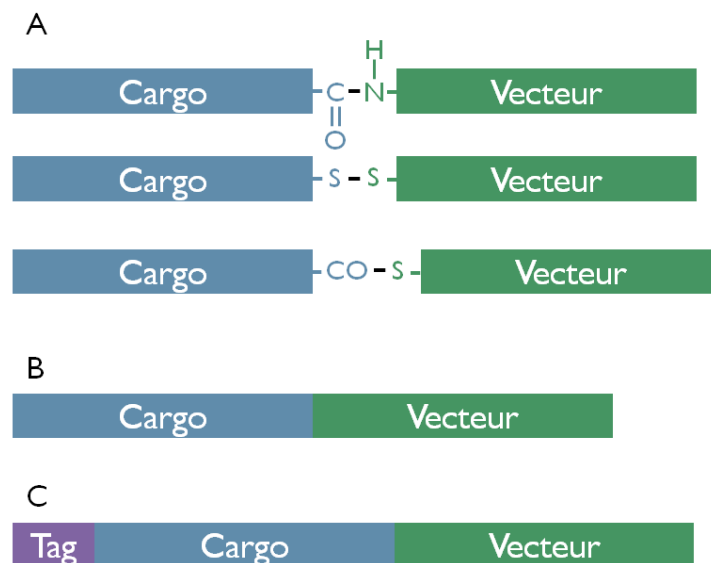 A
H
Cargo C N Vecteur
O
Cargo S S Vecteur
Cargo CO S Vecteur
B
Cargo Vecteur
C
Tag Cargo Vecteur